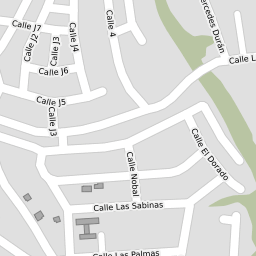 Calle J7
Calle J2
Calle J3
Calle J4
Calle 4
Mercedes Durán
Calle L
Calle J6
Calle J5
Calle J3
Calle El Dorado
Calle Nobal
Calle Las Sabinas
Calle Las Palmas